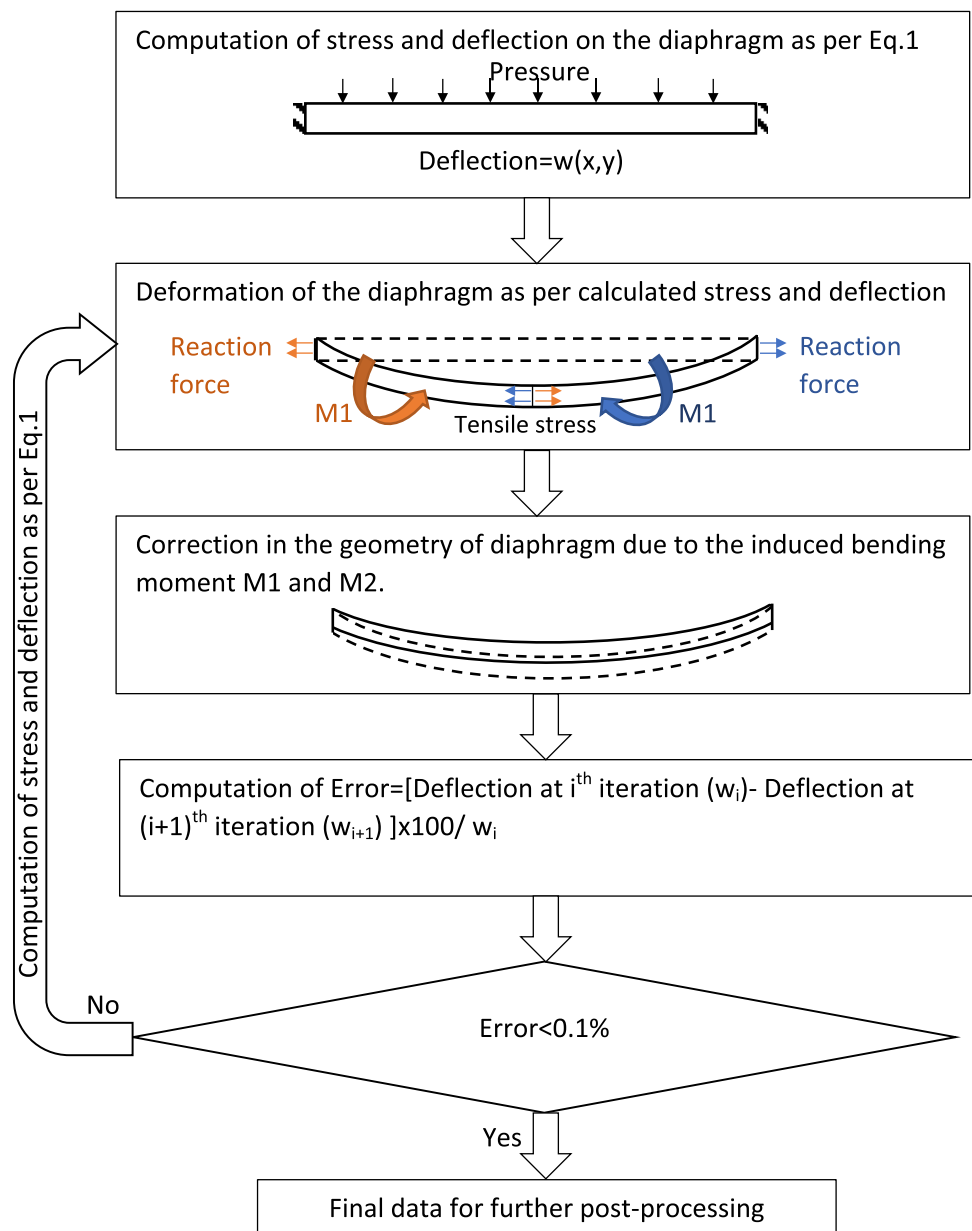 Computation of stress and deflection on the diaphragm as per Eq.1
Pressure
Deflection=w(x,y)
Deformation of the diaphragm as per calculated stress and deflection
Reaction
force
Reaction
force
M1
M1
Tensile stress
Correction in the geometry of diaphragm due to the induced bending
moment M1 and M2.
Computation of Error=[Deflection at i^th iteration (w_i)- Deflection at
(i+1)^th iteration (w_{i+1}) ]x100/ w_i
Computation of stress and deflection as per Eq.1
No
Error<0.1%
Yes
Final data for further post-processing